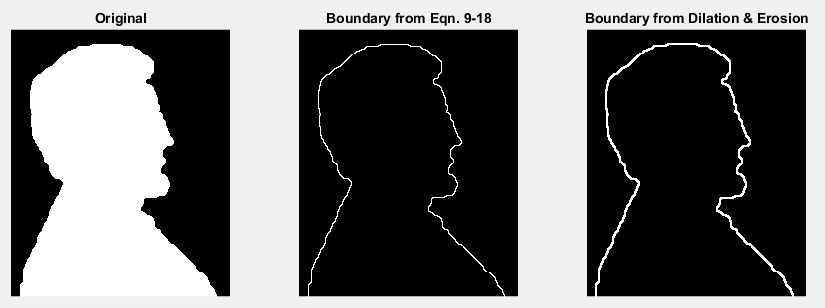 Original
Boundary from Eqn. 9-18
Boundary from Dilation & Erosion